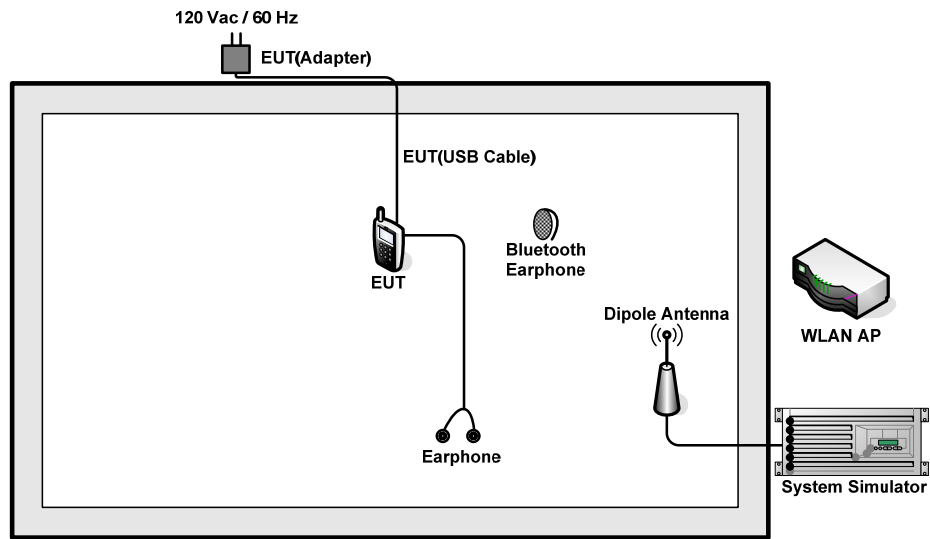 120 Vac / 60 Hz
EUT(Adapter)
EUT(USB Cable)
EUT
Bluetooth
Earphone
Dipole Antenna
WLAN AP
Earphone
System Simulator